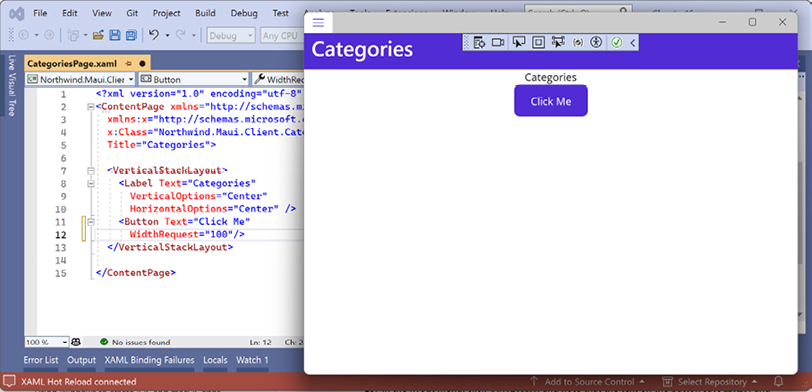 File Edit View Git Project Build Debug
Categories
Debug Any CPU
CategoriesPage.xaml
Live Visual Tree
Northwind.Maui.Clien Button WidthRec
1 <?xml version="1.0" encoding="utf-8"
2 <ContentPage xmlns="http://schemas.mi
3 xmlns:x="http://schemas.microsoft.c
4 x:Class="Northwind.Maui.Client.Cate
5 Title="Categories">
6
7 <VerticalStackLayout>
8 <Label Text="Categories"
9 VerticalOptions="Center"
10 HorizontalOptions="Center" />
11 <Button Text="Click Me"
12 WidthRequest="100"/>
13 </VerticalStackLayout>
14
15 </ContentPage>
Categories
Click Me
100 % No issues found Ln: 12
Error List Output XAML Binding Failures Locals Watch 1
XAML Hot Reload connected Add to Source Control Select Repository